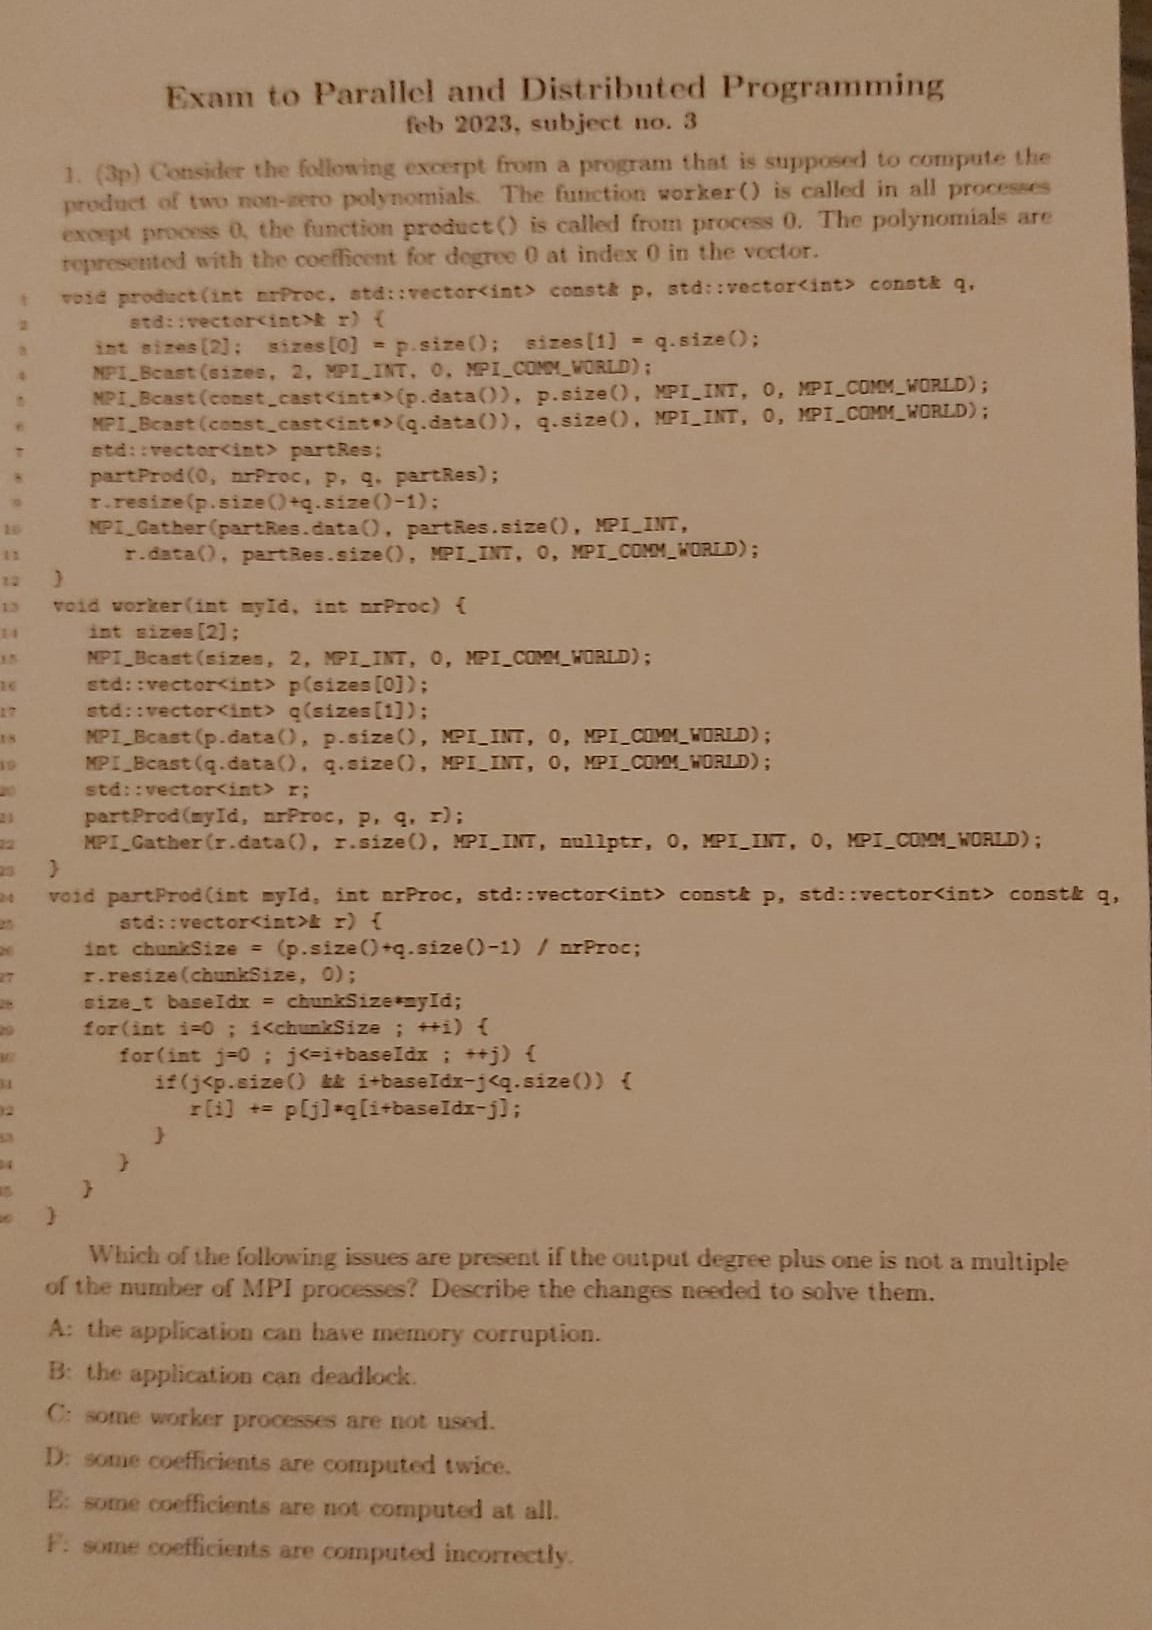 Exam to Parallel and Distributed Programming
feb 2023, subject no. 3
1. (3p) Consider the following excerpt from a program that is supposed to compute the
product of two non-zero polynomials. The function worker() is called in all processes
except process 0, the function product() is called from process 0. The polynomials are
represented with the coefficent for degree 0 at index 0 in the vector.
1 void product(int nrProc, std::vector<int> const& p, std::vector<int> const& q,
2 std::vector<int>& r) {
3 int sizes[2]; sizes[0] = p.size(); sizes[1] = q.size();
4 MPI_Bcast(sizes, 2, MPI_INT, 0, MPI_COMM_WORLD);
5 MPI_Bcast(const_cast<int*>(p.data()), p.size(), MPI_INT, 0, MPI_COMM_WORLD);
6 MPI_Bcast(const_cast<int*>(q.data()), q.size(), MPI_INT, 0, MPI_COMM_WORLD);
7 std::vector<int> partRes;
8 partProd(0, nrProc, p, q, partRes);
9 r.resize(p.size()+q.size()-1);
10 MPI_Gather(partRes.data(), partRes.size(), MPI_INT,
11 r.data(), partRes.size(), MPI_INT, 0, MPI_COMM_WORLD);
12 }
13 void worker(int myId, int nrProc) {
14 int sizes[2];
15 MPI_Bcast(sizes, 2, MPI_INT, 0, MPI_COMM_WORLD);
16 std::vector<int> p(sizes[0]);
17 std::vector<int> q(sizes[1]);
18 MPI_Bcast(p.data(), p.size(), MPI_INT, 0, MPI_COMM_WORLD);
19 MPI_Bcast(q.data(), q.size(), MPI_INT, 0, MPI_COMM_WORLD);
20 std::vector<int> r;
21 partProd(myId, nrProc, p, q, r);
22 MPI_Gather(r.data(), r.size(), MPI_INT, nullptr, 0, MPI_INT, 0, MPI_COMM_WORLD);
23 }
24 void partProd(int myId, int nrProc, std::vector<int> const& p, std::vector<int> const& q,
25 std::vector<int>& r) {
26 int chunkSize = (p.size()+q.size()-1) / nrProc;
27 r.resize(chunkSize, 0);
28 size_t baseIdx = chunkSize*myId;
29 for(int i=0 ; i<chunkSize ; ++i) {
for(int j=0 ; j<=i+baseIdx ; ++j) {
if(j<p.size() && i+baseIdx-j<q.size()) {
r[i] += p[j]*q[i+baseIdx-j];
}
}
}
}
Which of the following issues are present if the output degree plus one is not a multiple
of the number of MPI processes? Describe the changes needed to solve them.
A: the application can have memory corruption.
B: the application can deadlock.
C: some worker processes are not used.
D: some coefficients are computed twice.
E: some coefficients are not computed at all.
F: some coefficients are computed incorrectly.